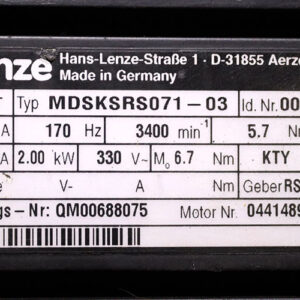 nze Hans-Lenze-Straße 1 · D-31855 Aerze
Made in Germany
T Typ MDSKSRS071-03 Id. Nr. 00
A 170 Hz 3400 min⁻¹ 5.7 N
A 2.00 kW 330 V~ M₀ 6.7 Nm KTY
V- A Geber RS
gs-Nr: QM00688075 Motor Nr. 0441489